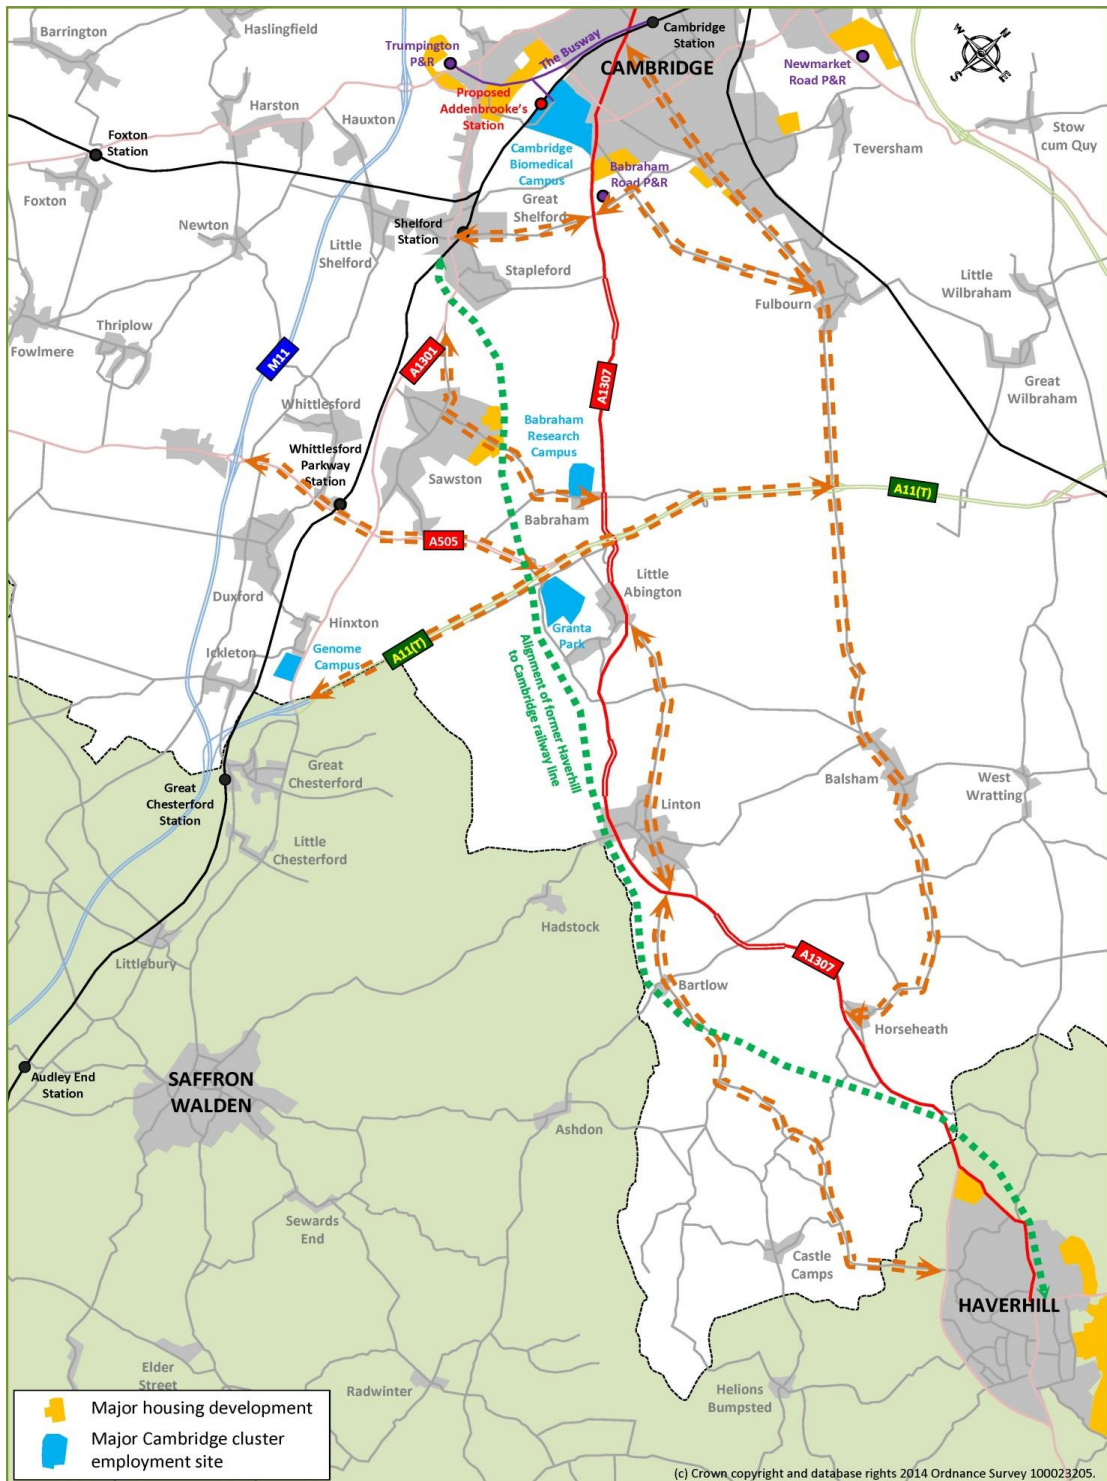 Barrington
Haslingfield
Trumpington
P&R
The Busway
Cambridge
Station
CAMBRIDGE
Newmarket
Road P&R
N
E
S
W
Harston
Hauxton
Proposed
Addenbrooke's
Station
Foxton
Station
Cambridge
Biomedical
Campus
Babraham
Road P&R
Teversham
Stow
cum Quy
Foxton
Newton
Great
Shelford
Shelford
Station
Little
Shelford
Stapleford
Fulbourn
Little
Wilbraham
Thriplow
Fowlmere
M11
A1301
A1307
Great
Wilbraham
Whittlesford
Whittlesford
Parkway
Station
Babraham
Research
Campus
Sawston
Babraham
A11(T)
A505
Little
Abington
Duxford
Hinxton
Granta
Park
Ickleton
Genome
Campus
A11(T)
Alignment of former Haverhill
to Cambridge railway line
Great
Chesterford
Great
Chesterford
Station
Linton
Balsham
West
Wratting
Little
Chesterford
Hadstock
Littlebury
A1307
Bartlow
Horseheath
Audley End
Station
SAFFRON
WALDEN
Ashdon
Sewards
End
Castle
Camps
HAVERHILL
Elder
Street
Radwinter
Helions
Bumpsted
Major housing development
Major Cambridge cluster
employment site
(c) Crown copyright and database rights 2014 Ordnance Survey 100023205.